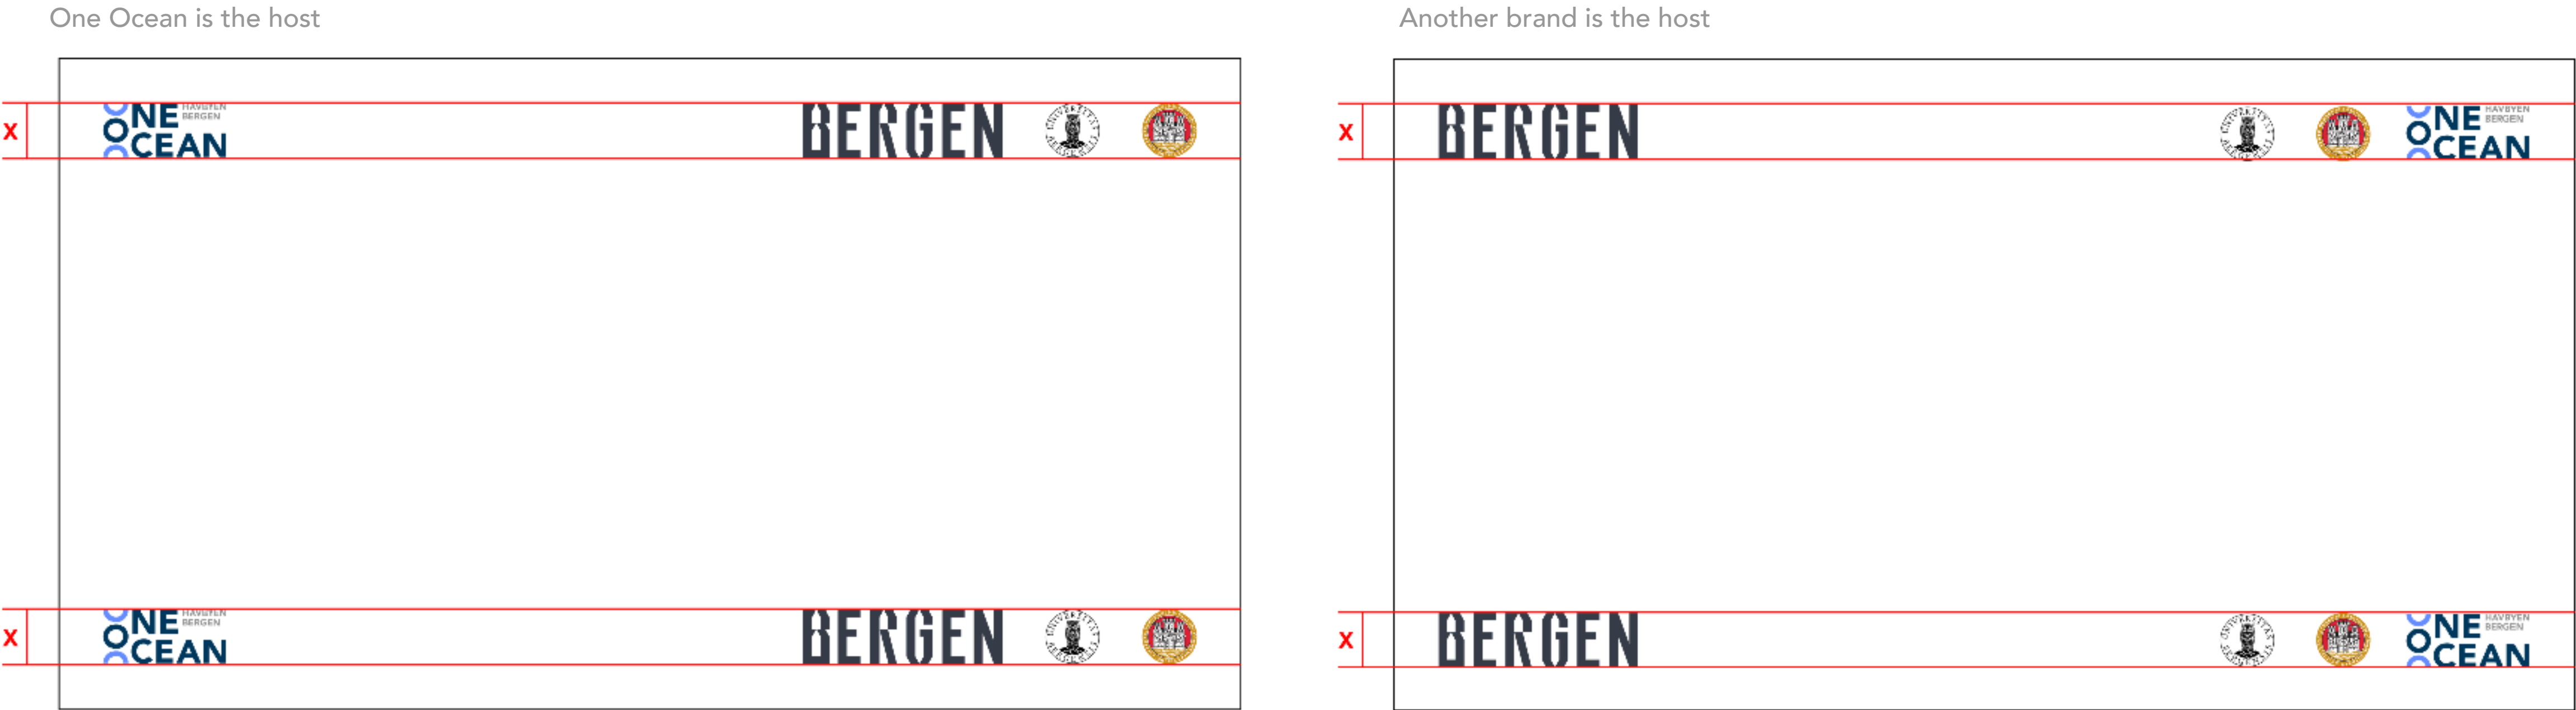 One Ocean is the host
Another brand is the host
X
ONE
OCEAN
HAVBYEN
BERGEN
BERGEN
X
BERGEN
ONE
OCEAN
HAVBYEN
BERGEN
X
ONE
OCEAN
HAVBYEN
BERGEN
BERGEN
X
BERGEN
ONE
OCEAN
HAVBYEN
BERGEN